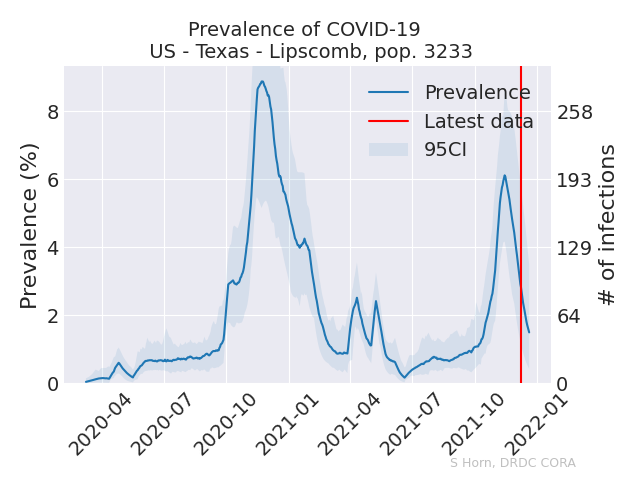 Prevalence of COVID-19
US - Texas - Lipscomb, pop. 3233
Prevalence (%)
8
6
4
2
0
258
193
129
64
0
# of infections
Prevalence
Latest data
95CI
2020-04
2020-07
2020-10
2021-01
2021-04
2021-07
2021-10
2022-01
S Horn, DRDC CORA